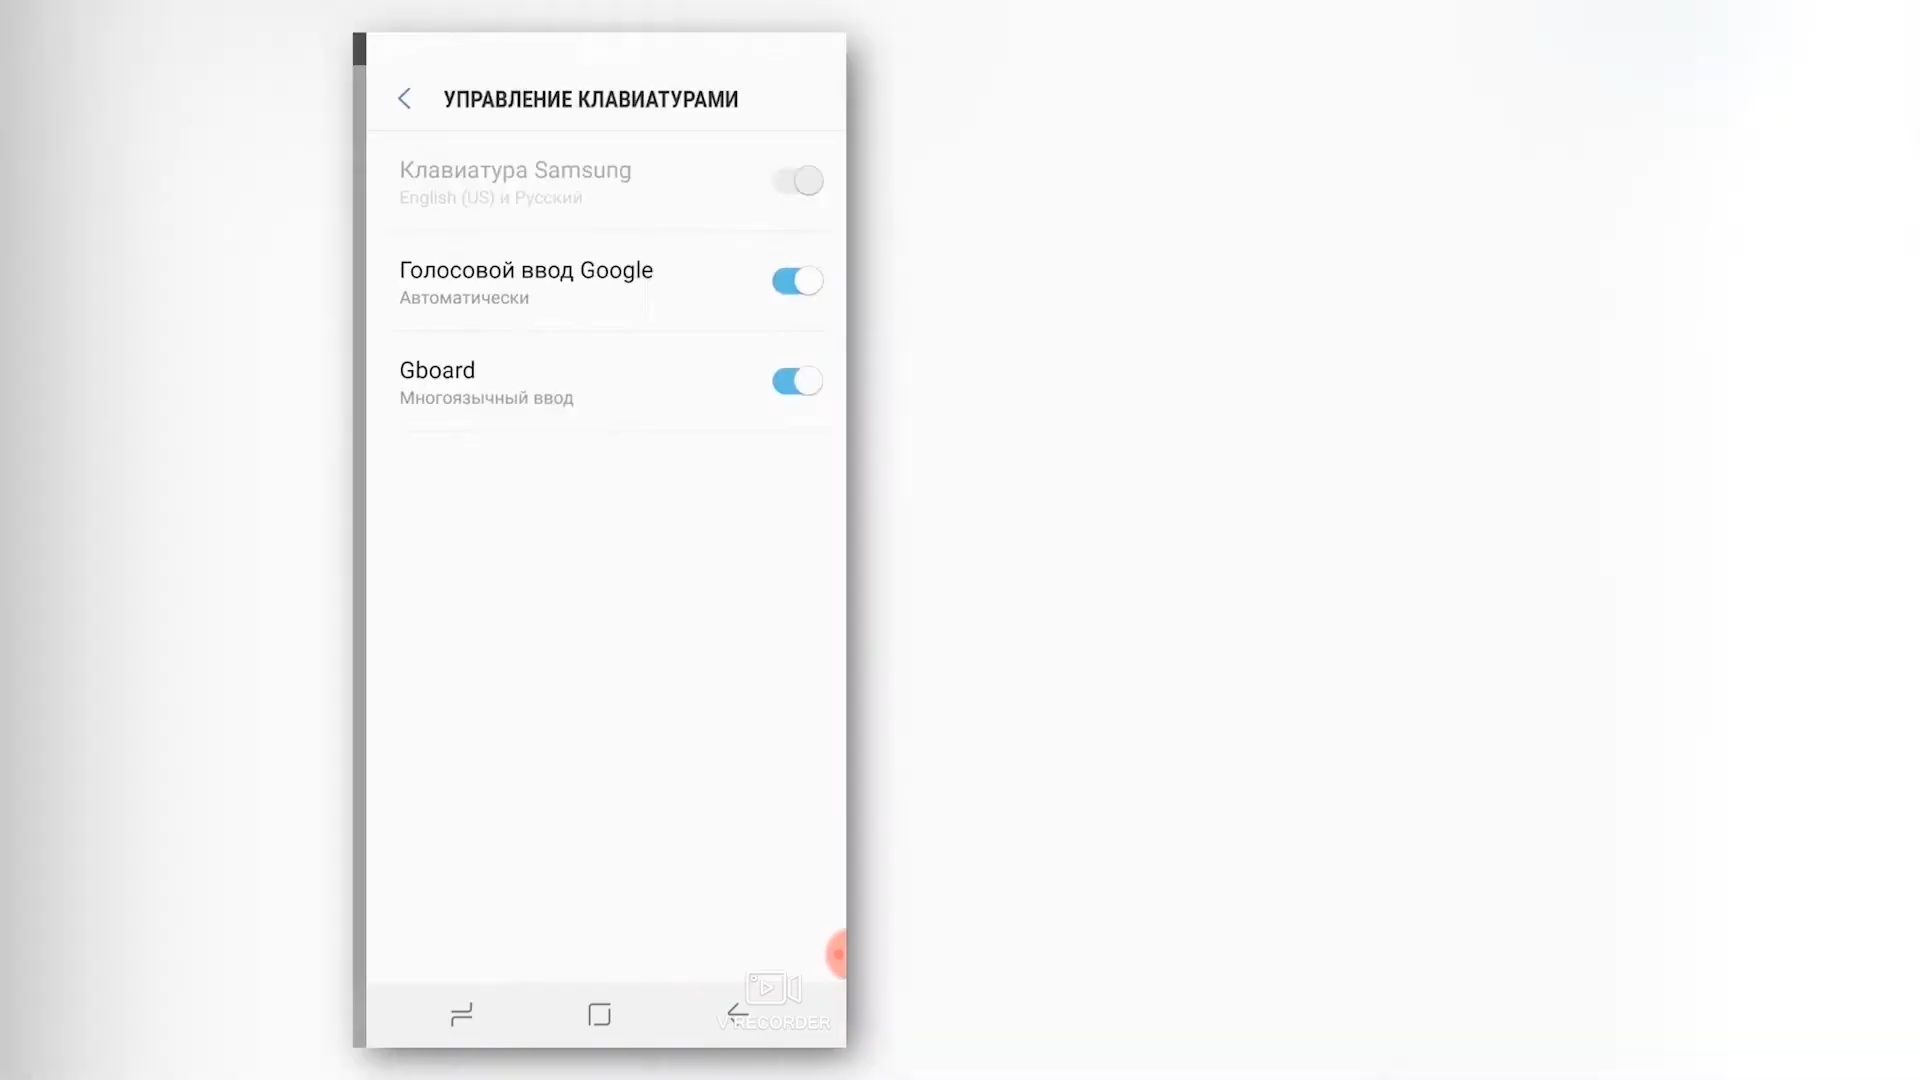 УПРАВЛЕНИЕ КЛАВИАТУРАМИ
Клавиатура Samsung
English (US) и Русский
Голосовой ввод Google
Автоматически
Gboard
Многоязычный ввод
V RECORDER